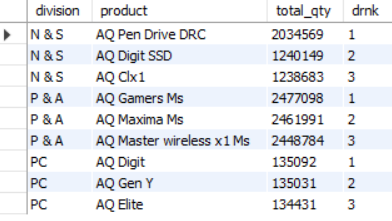 division product total_qty drnk
N & S AQ Pen Drive DRC 2034569 1
N & S AQ Digit SSD 1240149 2
N & S AQ Clx1 1238683 3
P & A AQ Gamers Ms 2477098 1
P & A AQ Maxima Ms 2461991 2
P & A AQ Master wireless x1 Ms 2448784 3
PC AQ Digit 135092 1
PC AQ Gen Y 135031 2
PC AQ Elite 134431 3